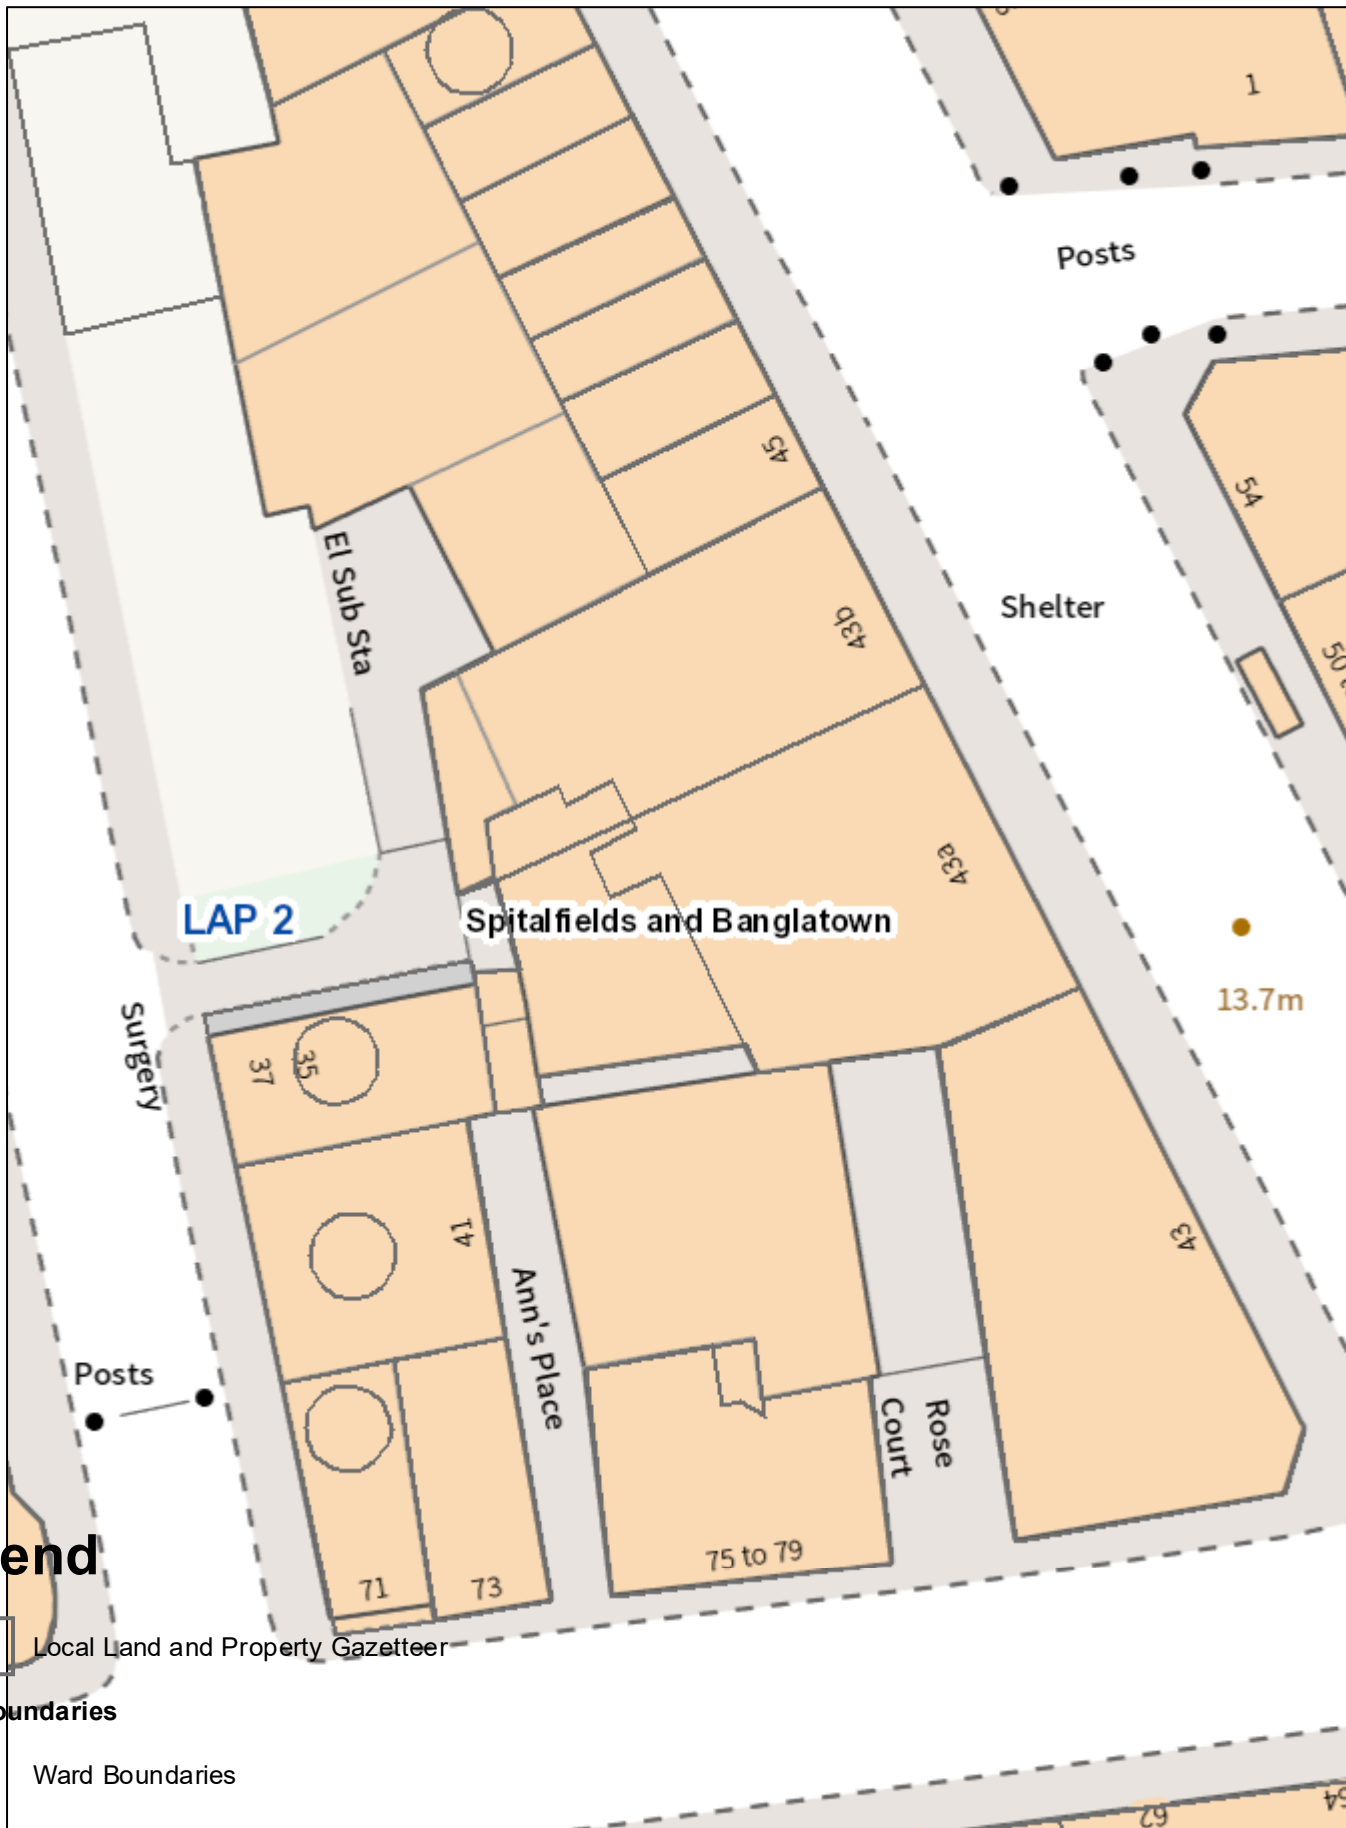 1
Posts
45
54
El Sub Sta
43b
Shelter
50
43a
LAP 2
Spitalfields and Banglatown
13.7m
Surgery
37
35
41
43
Ann's Place
Posts
Rose
Court
75 to 79
71
73
end
Local Land and Property Gazetteer
oundaries
Ward Boundaries
62
64